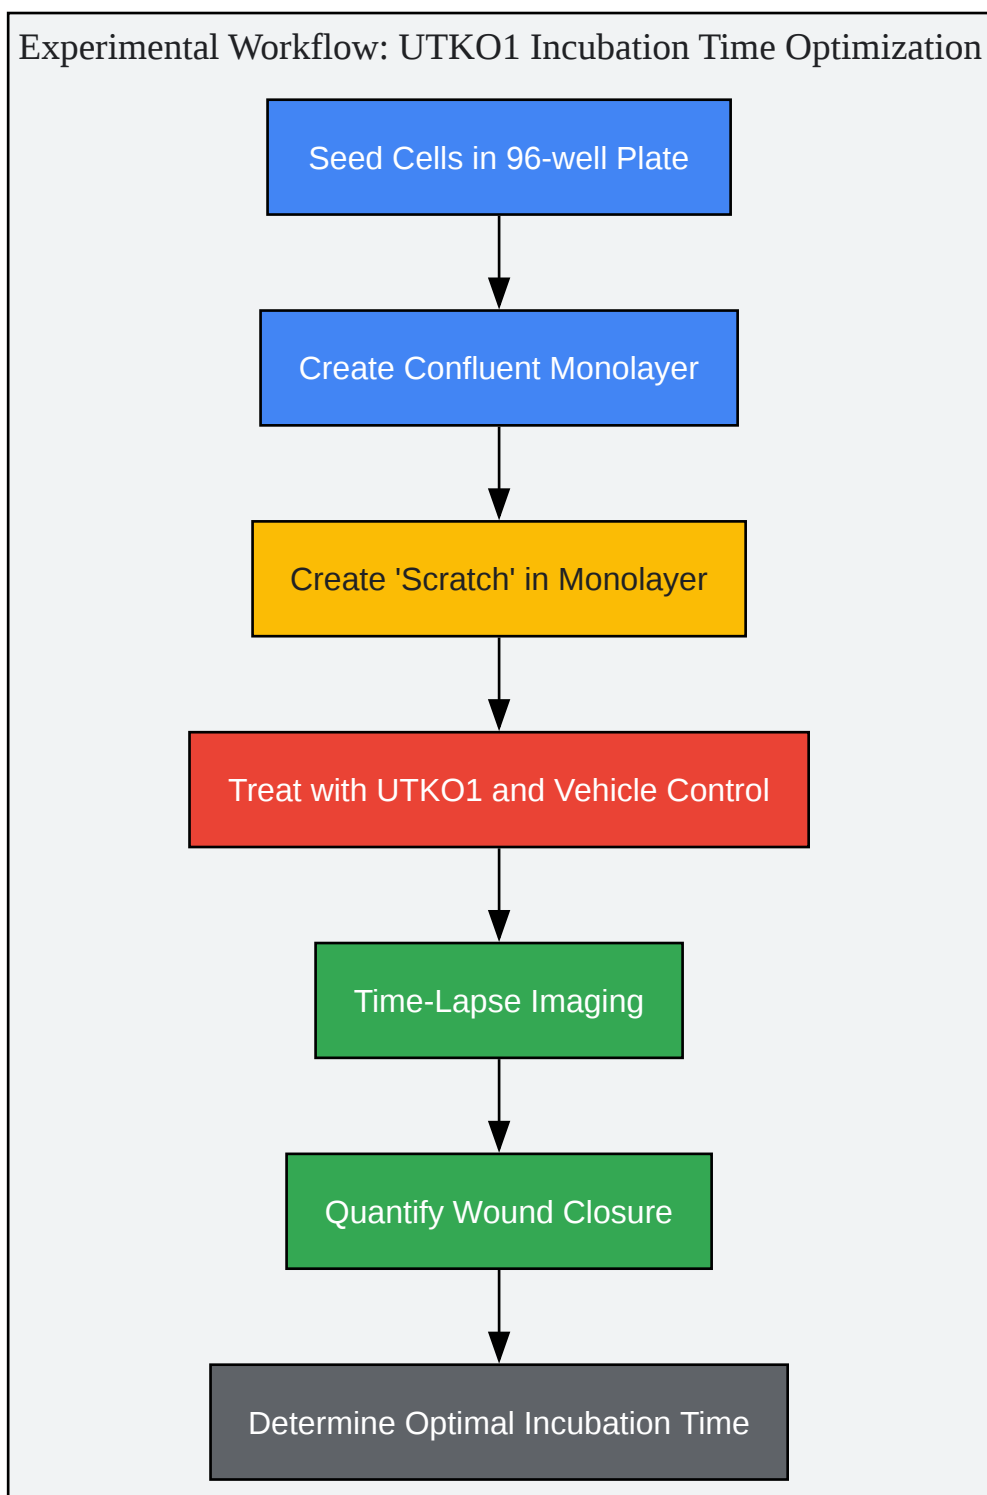 Experimental Workflow: UTKO1 Incubation Time Optimization
Seed Cells in 96-well Plate
Create Confluent Monolayer
Create 'Scratch' in Monolayer
Treat with UTKO1 and Vehicle Control
Time-Lapse Imaging
Quantify Wound Closure
Determine Optimal Incubation Time